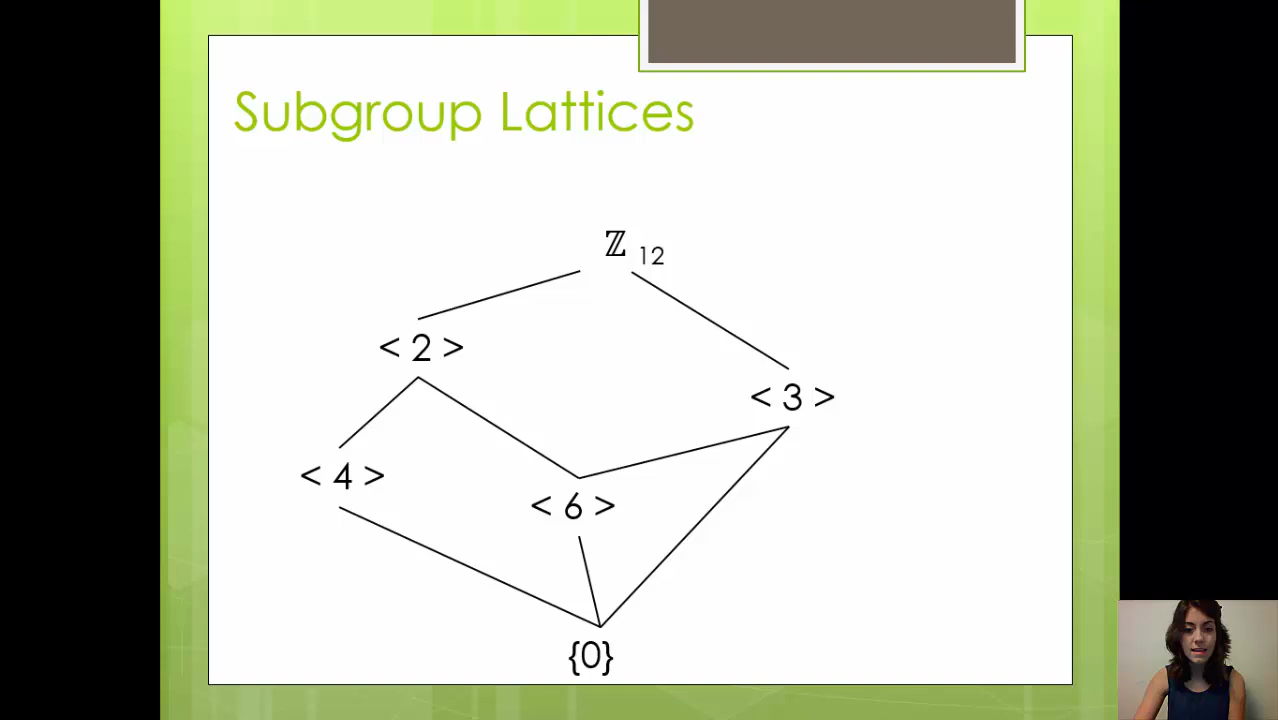 Subgroup Lattices
ℤ 12
< 2 >
< 3 >
< 4 >
< 6 >
{0}